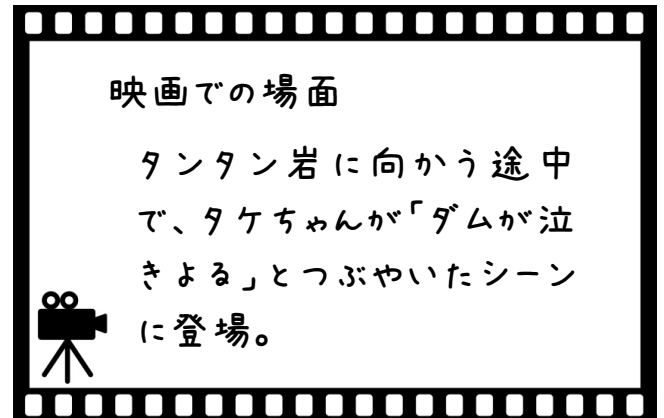 映画での場面
タンタン岩に向かう途中
で、タケちゃんが「ダムが泣
きよる」とつぶやいたシーン
に登場。